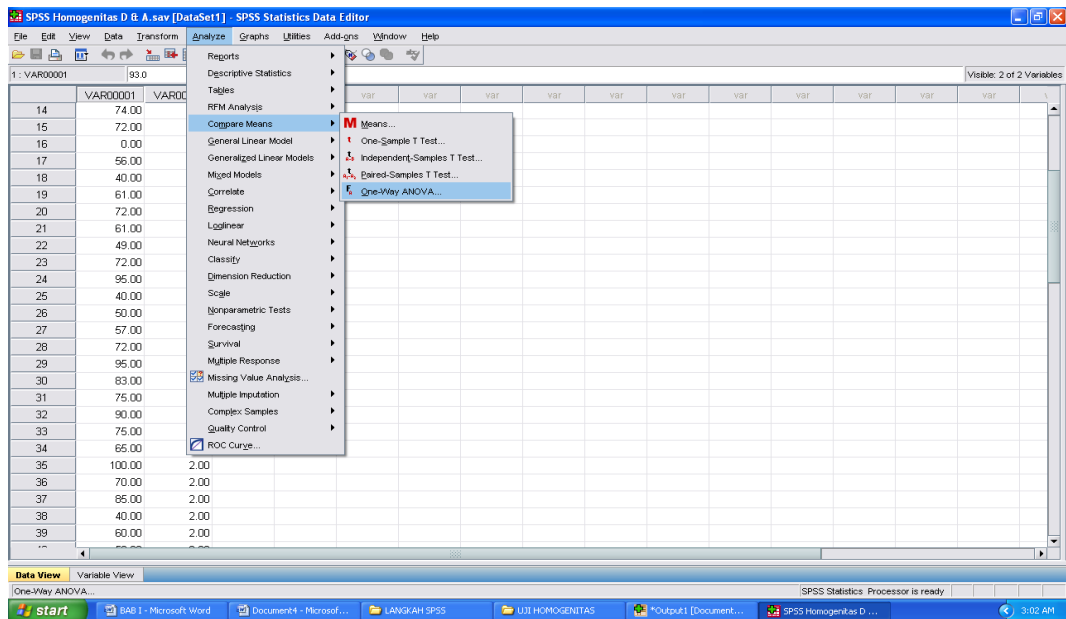 SPSS Homogenitas D & A.sav [DataSet1] - SPSS Statistics Data Editor
File Edit View Data Transform Analyze Graphs Utilities Add-ons Window Help
1 : VAR00001 93.0 Visible: 2 of 2 Variables
VAR00001 VAR00 var var var var var var var var var var
14 74.00
15 72.00
16 0.00
17 56.00
18 40.00
19 61.00
20 72.00
21 61.00
22 49.00
23 72.00
24 95.00
25 40.00
26 50.00
27 57.00
28 72.00
29 95.00
30 83.00
31 75.00
32 90.00
33 75.00
34 65.00
35 100.00 2.00
36 70.00 2.00
37 85.00 2.00
38 40.00 2.00
39 60.00 2.00
Reports
Descriptive Statistics
Tables
RFM Analysis
Compare Means
General Linear Model
Generalized Linear Models
Mixed Models
Correlate
Regression
Loglinear
Neural Networks
Classify
Dimension Reduction
Scale
Nonparametric Tests
Forecasting
Survival
Multiple Response
Missing Value Analysis...
Multiple Imputation
Complex Samples
Quality Control
ROC Curve...
M Means...
One-Sample T Test...
Independent-Samples T Test...
Paired-Samples T Test...
One-Way ANOVA...
Data View Variable View
One-Way ANOVA... SPSS Statistics Processor is ready
start BAB I - Microsoft Word Document4 - Microsof... LANGKAH SPSS UJI HOMOGENITAS *Output1 [Document... SPSS Homogenitas D ... 3:02 AM